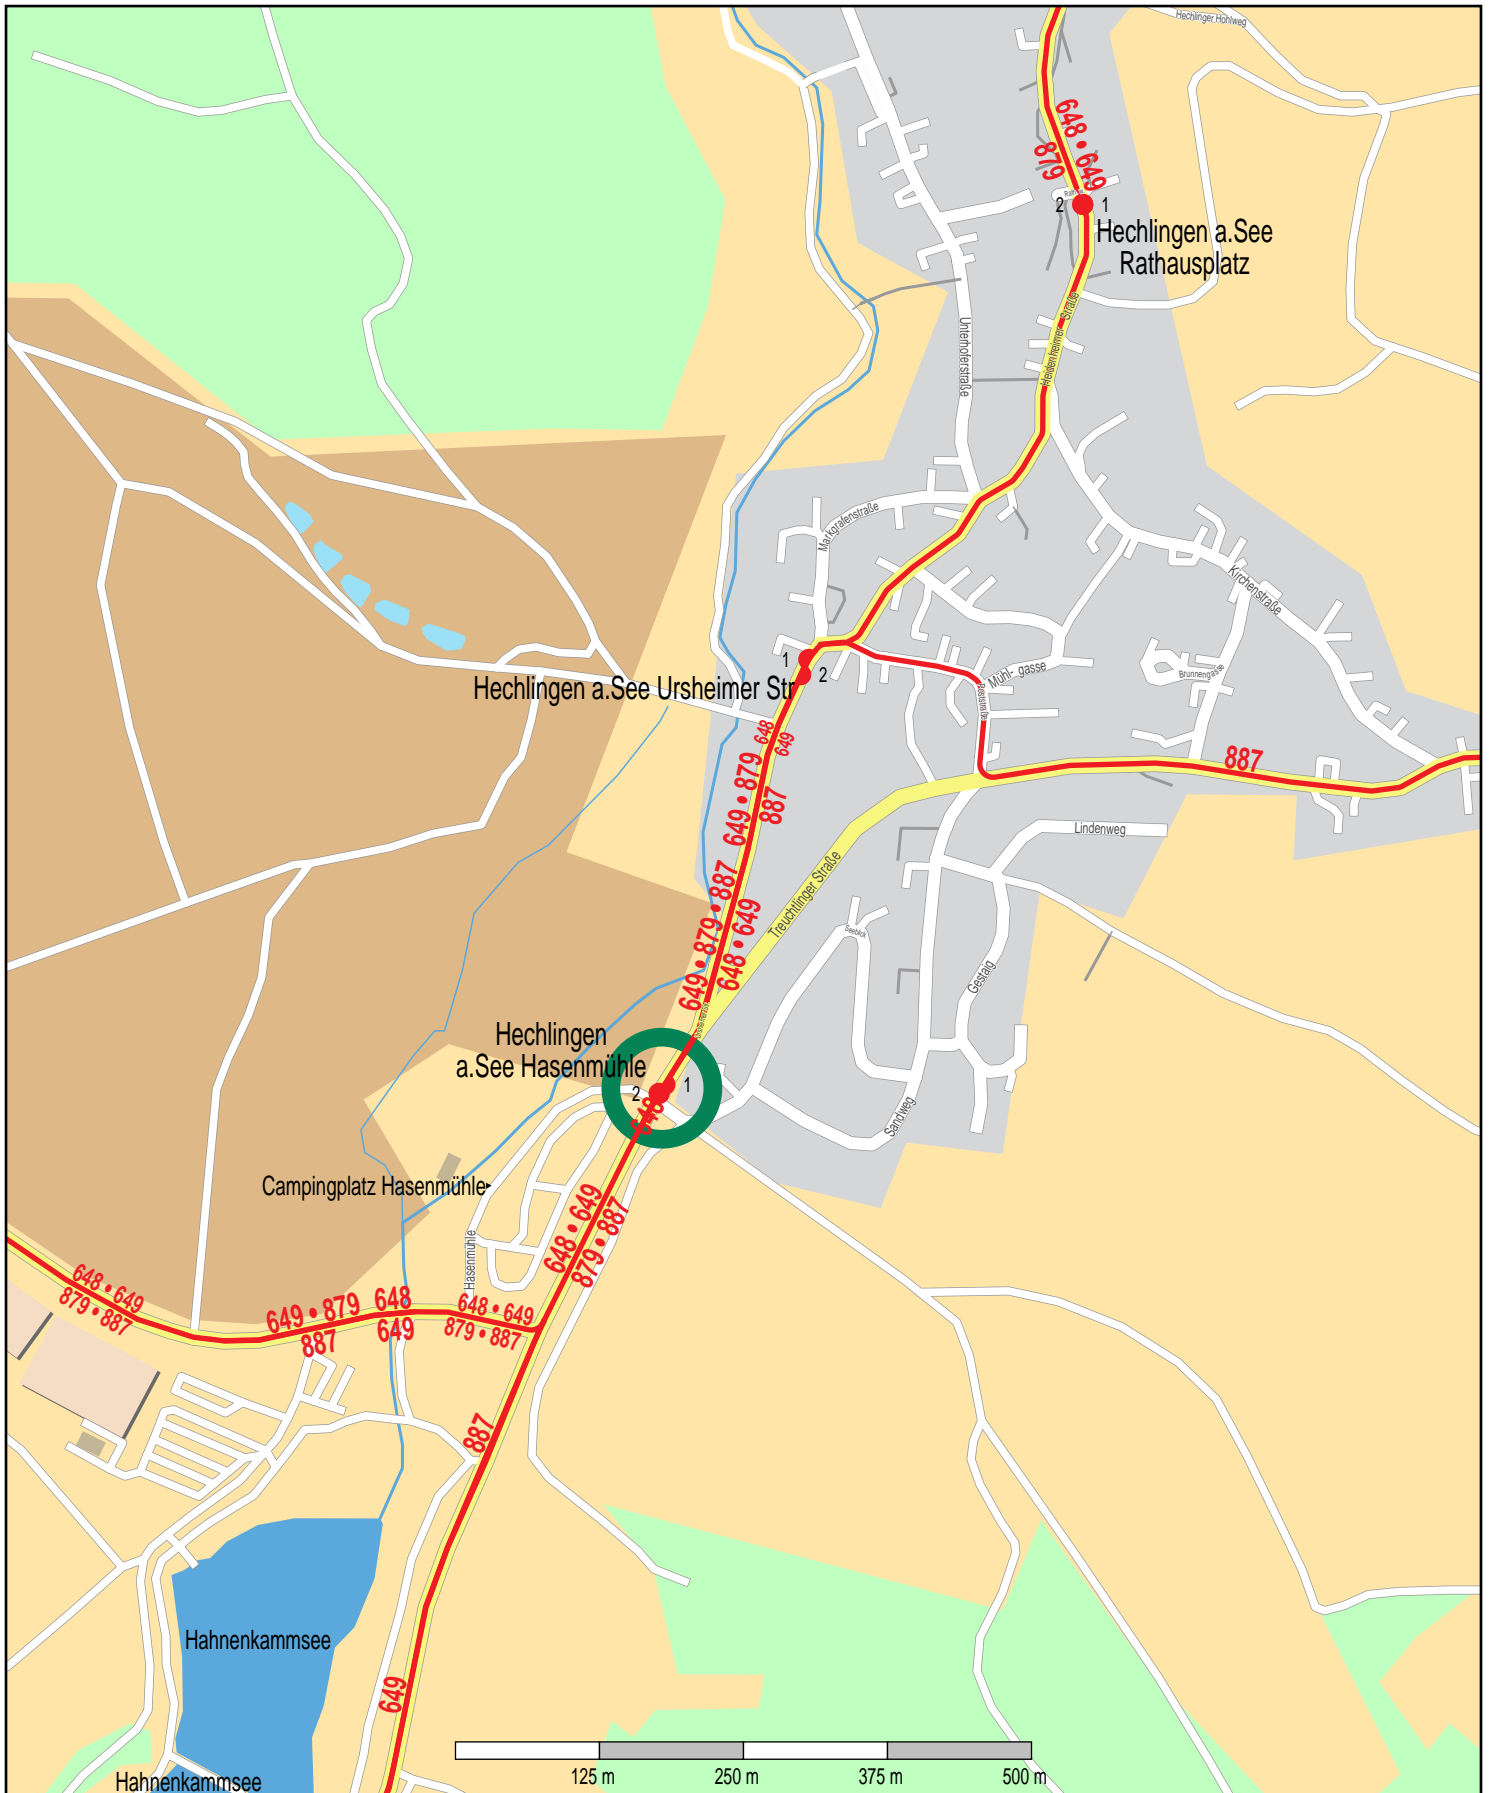 Hechlinger Hohlweg
648 • 649
879
2
1
Hechlingen a.See
Rathausplatz
Heidenheimer Straße
Unterhoferstraße
Markgrafenstraße
Kirchenstraße
1
2
Hechlingen a.See Ursheimer Str
Mühl- gasse
Brunnengasse
648
649
649 • 879
887
887
Lindenweg
Treuchtlinger Straße
649 • 879 • 887
648 • 649
Seeblick
Gestaig
Hechlingen
a.See Hasenmühle
2
1
648
Sandweg
Campingplatz Hasenmühle
Hasenmühle
648 • 649
879 • 887
648 • 649
879 • 887
649 • 879
887
648
649
648 • 649
879 • 887
887
649
Hahnenkammsee
Hahnenkammsee
125 m
250 m
375 m
500 m